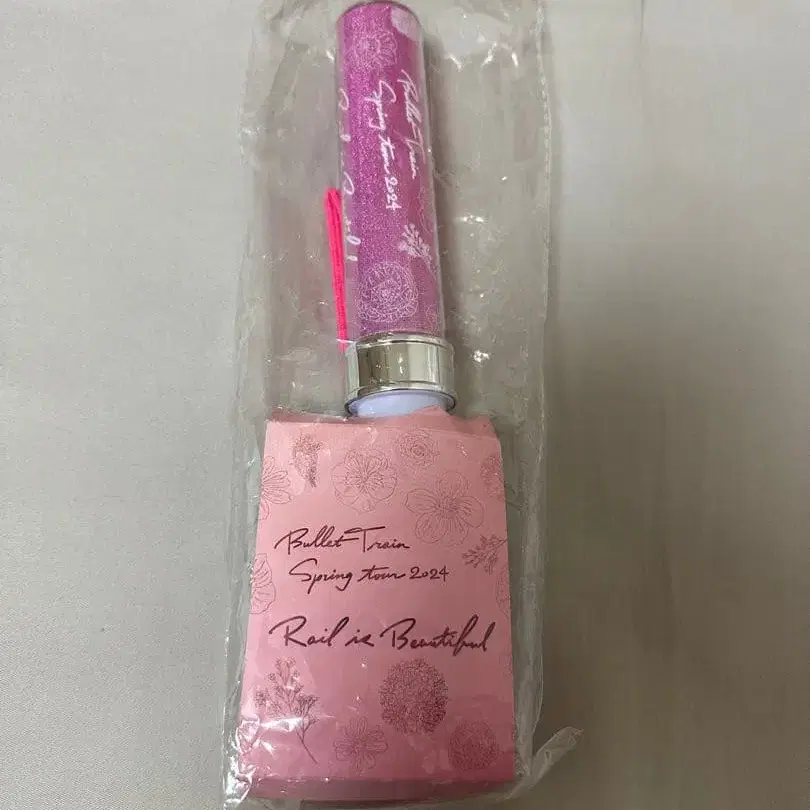 Bullet Train
Spring tour 2024
Bullet Train
Spring tour 2024
Rail is Beautiful